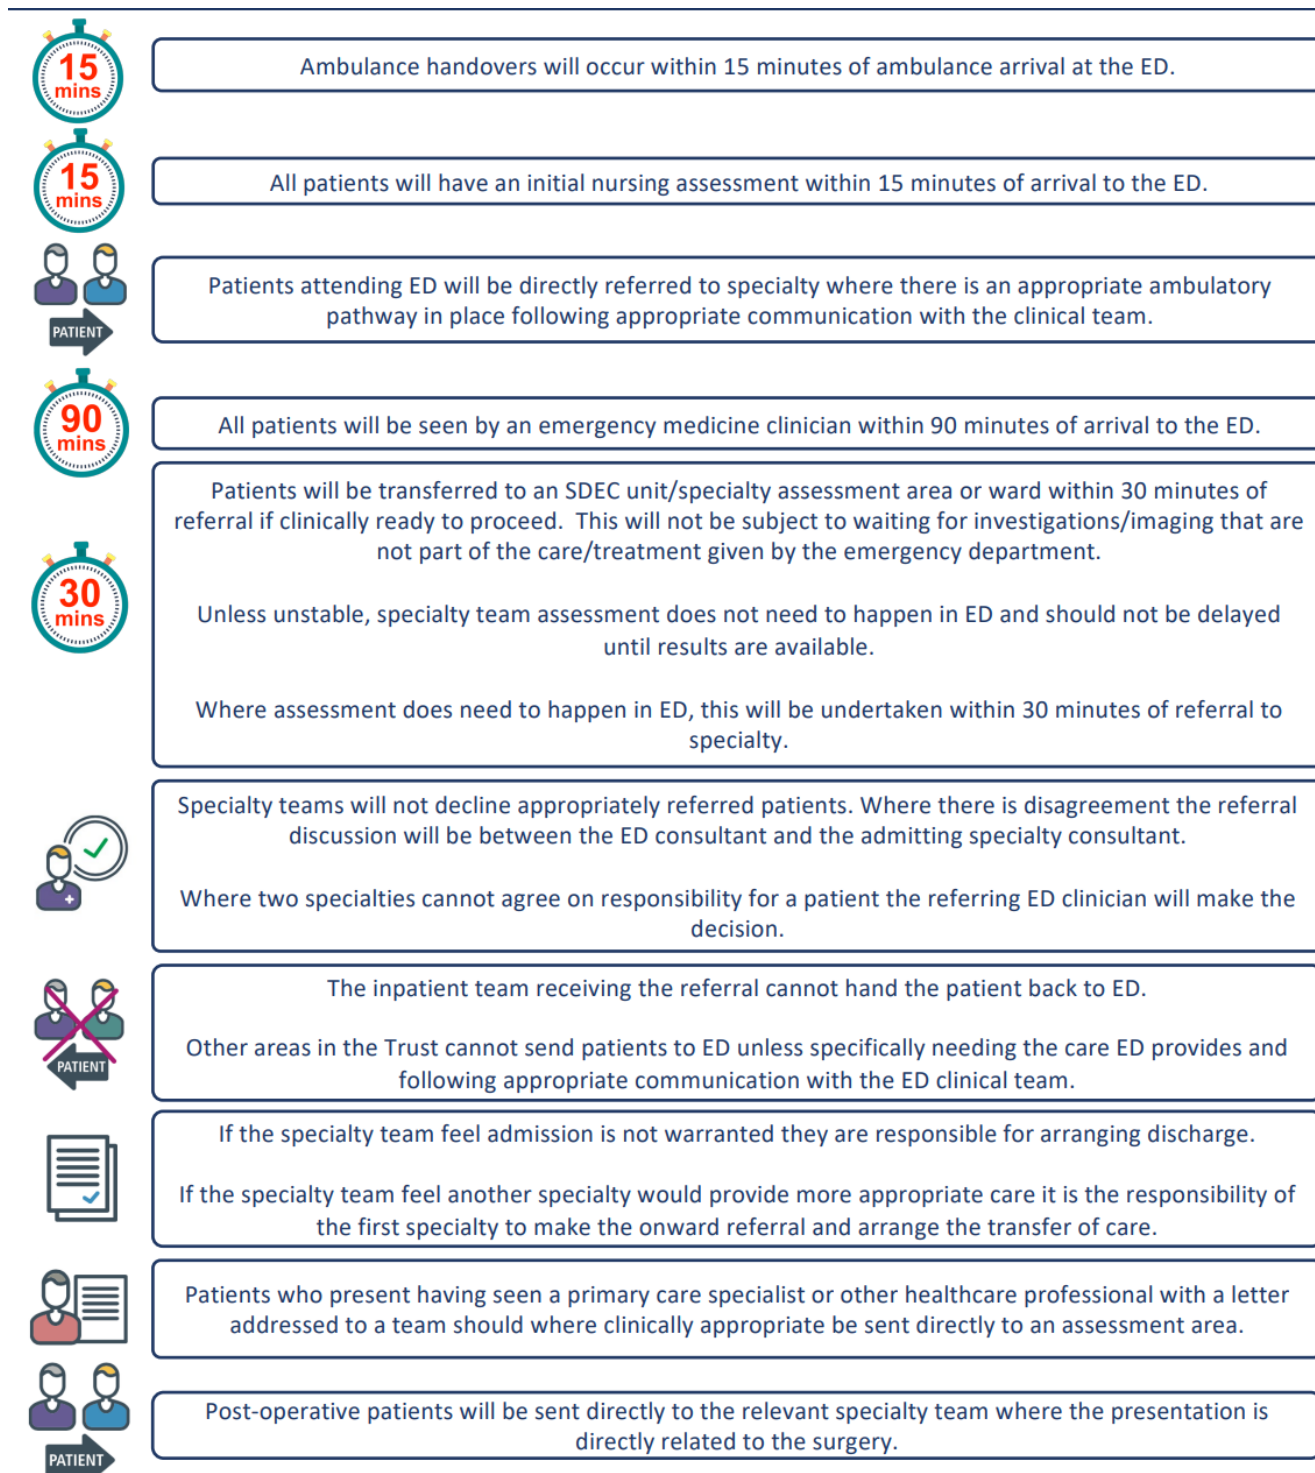 15
mins
Ambulance handovers will occur within 15 minutes of ambulance arrival at the ED.
15
mins
All patients will have an initial nursing assessment within 15 minutes of arrival to the ED.
PATIENT
Patients attending ED will be directly referred to specialty where there is an appropriate ambulatory
pathway in place following appropriate communication with the clinical team.
90
mins
All patients will be seen by an emergency medicine clinician within 90 minutes of arrival to the ED.
30
mins
Patients will be transferred to an SDEC unit/specialty assessment area or ward within 30 minutes of
referral if clinically ready to proceed.  This will not be subject to waiting for investigations/imaging that are
not part of the care/treatment given by the emergency department.
Unless unstable, specialty team assessment does not need to happen in ED and should not be delayed
until results are available.
Where assessment does need to happen in ED, this will be undertaken within 30 minutes of referral to
specialty.
Specialty teams will not decline appropriately referred patients. Where there is disagreement the referral
discussion will be between the ED consultant and the admitting specialty consultant.
Where two specialties cannot agree on responsibility for a patient the referring ED clinician will make the
decision.
PATIENT
The inpatient team receiving the referral cannot hand the patient back to ED.
Other areas in the Trust cannot send patients to ED unless specifically needing the care ED provides and
following appropriate communication with the ED clinical team.
If the specialty team feel admission is not warranted they are responsible for arranging discharge.
If the specialty team feel another specialty would provide more appropriate care it is the responsibility of
the first specialty to make the onward referral and arrange the transfer of care.
Patients who present having seen a primary care specialist or other healthcare professional with a letter
addressed to a team should where clinically appropriate be sent directly to an assessment area.
PATIENT
Post-operative patients will be sent directly to the relevant specialty team where the presentation is
directly related to the surgery.